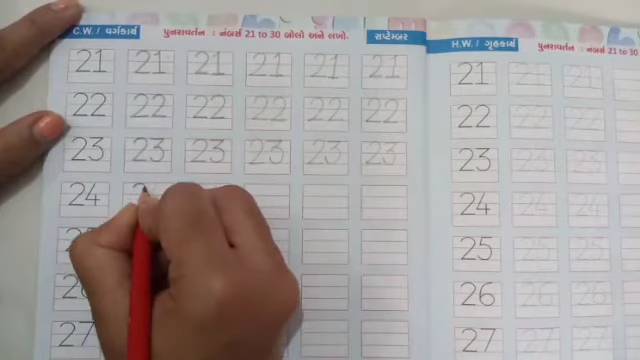 C.W. / વર્ગકાર્ય પુનરાવર્તન : નંબર્સ 21 to 30 બોલો અને લખો. સપ્ટેમ્બર
21 21 21 21 21 21
22 22 22 22 22 22
23 23 23 23 23 23
24
27
H.W. / ગૃહકાર્ય પુનરાવર્તન : નંબર્સ 21 to 30
21 21 21
22 22 22
23 23 23
24 24 24
25 25 25
26 26 26
27 27 27